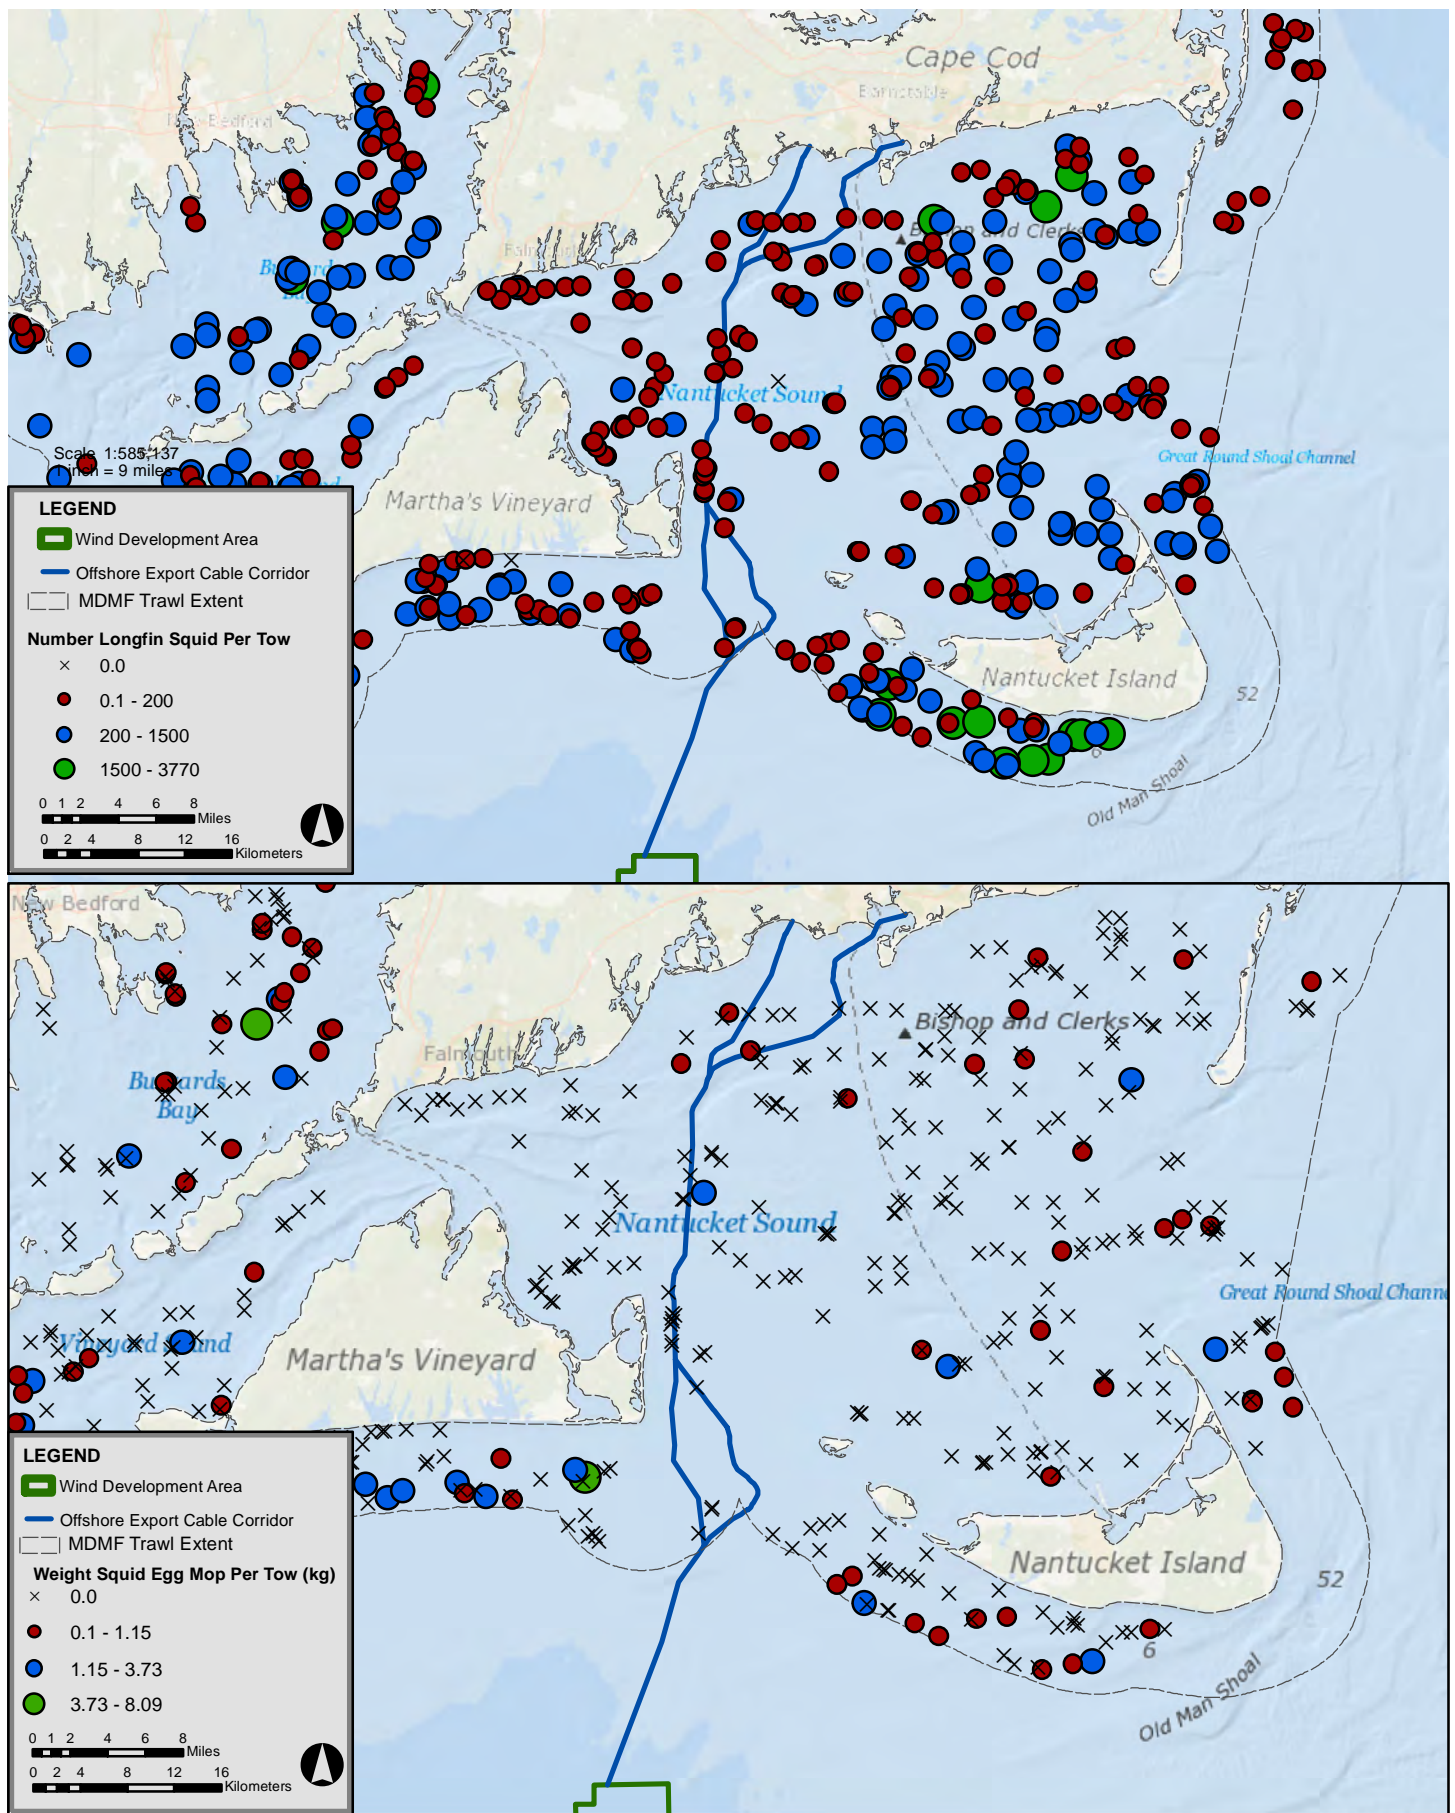 Cape Cod
Barnstable
New Bedford
Bishop and Clerks
Falmouth
Buzzards
Bay
Nantucket Sound
Great Round Shoal Channel
Scale 1:585,137
1 inch = 9 miles
Martha's Vineyard
LEGEND
Wind Development Area
Offshore Export Cable Corridor
MDMF Trawl Extent
Number Longfin Squid Per Tow
0.0
0.1 - 200
200 - 1500
1500 - 3770
0 1 2 4 6 8
Miles
0 2 4 8 12 16
Kilometers
Nantucket Island
52
6
Old Man Shoal
New Bedford
Bishop and Clerks
Falmouth
Buzzards
Bay
Nantucket Sound
Great Round Shoal Channe
Vineyard Sound
Martha's Vineyard
LEGEND
Wind Development Area
Offshore Export Cable Corridor
MDMF Trawl Extent
Weight Squid Egg Mop Per Tow (kg)
0.0
0.1 - 1.15
1.15 - 3.73
3.73 - 8.09
0 1 2 4 6 8
Miles
0 2 4 8 12 16
Kilometers
Nantucket Island
52
6
Old Man Shoal